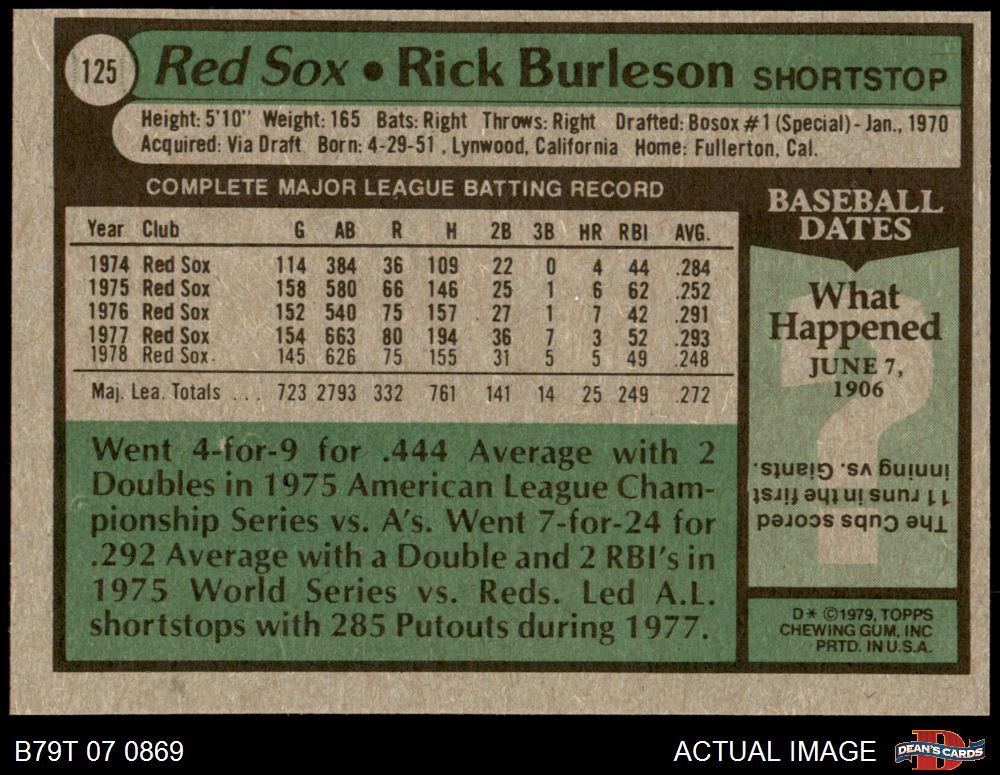 125 Red Sox • Rick Burleson SHORTSTOP
Height: 5'10" Weight: 165 Bats: Right Throws: Right Drafted: Bosox #1 (Special) - Jan., 1970
Acquired: Via Draft Born: 4-29-51 , Lynwood, California Home: Fullerton, Cal.
COMPLETE MAJOR LEAGUE BATTING RECORD
Year Club G AB R H 2B 3B HR RBI AVG.
1974 Red Sox 114 384 36 109 22 0 4 44 .284
1975 Red Sox 158 580 66 146 25 1 6 62 .252
1976 Red Sox 152 540 75 157 27 1 7 42 .291
1977 Red Sox 154 663 80 194 36 7 3 52 .293
1978 Red Sox. 145 626 75 155 31 5 5 49 .248
Maj. Lea. Totals . . . 723 2793 332 761 141 14 25 249 .272
Went 4-for-9 for .444 Average with 2
Doubles in 1975 American League Cham-
pionship Series vs. A's. Went 7-for-24 for
.292 Average with a Double and 2 RBI's in
1975 World Series vs. Reds. Led A.L.
shortstops with 285 Putouts during 1977.
BASEBALL
DATES
What
Happened
JUNE 7,
1906
?
The Cubs scored
11 runs in the first
inning vs. Giants.
D* ©1979, TOPPS
CHEWING GUM, INC
PRTD. IN U.S.A.
B79T 07 0869
ACTUAL IMAGE
D
DEAN'S CARDS